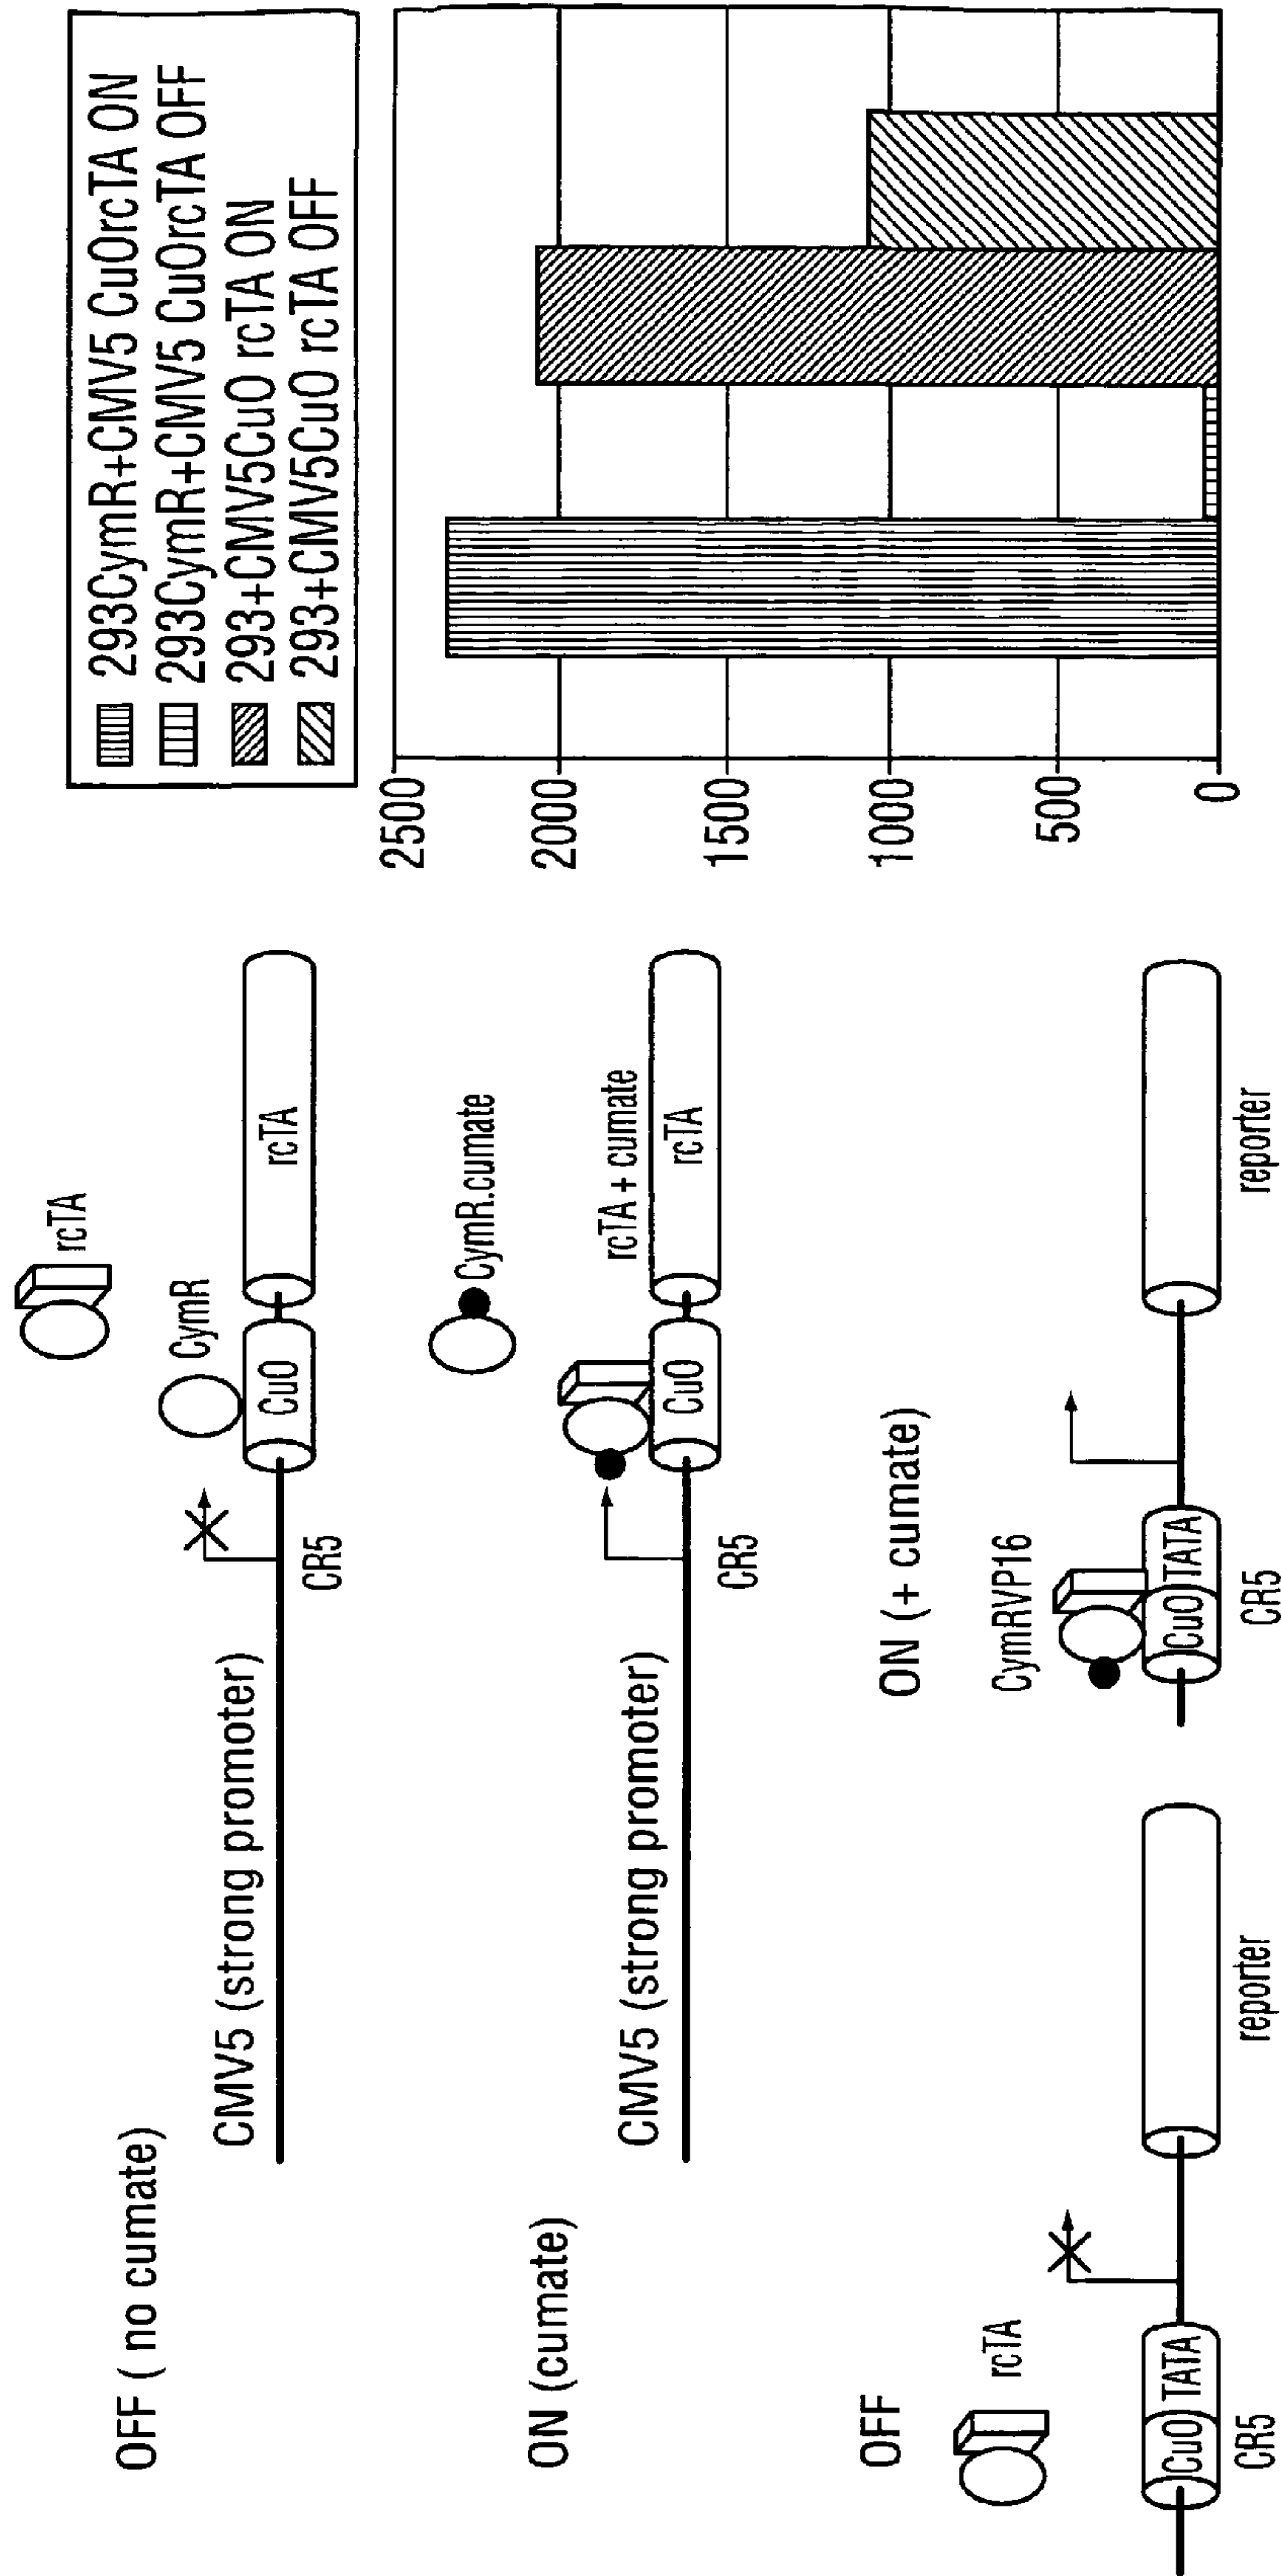 OFF ( no cumate)
rcTA
CymR
CMV5 (strong promoter)
CuO
rcTA
CR5
ON (cumate)
CymR.cumate
rcTA + cumate
CMV5 (strong promoter)
CuO
rcTA
CR5
OFF
rcTA
CuO TATA
CR5
reporter
ON (+ cumate)
CymRVP16
CuO TATA
CR5
reporter
293CymR+CMV5 CuOrcTA ON
293CymR+CMV5 CuOrcTA OFF
293+CMV5CuO rcTA ON
293+CMV5CuO rcTA OFF
2500
2000
1500
1000
500
0